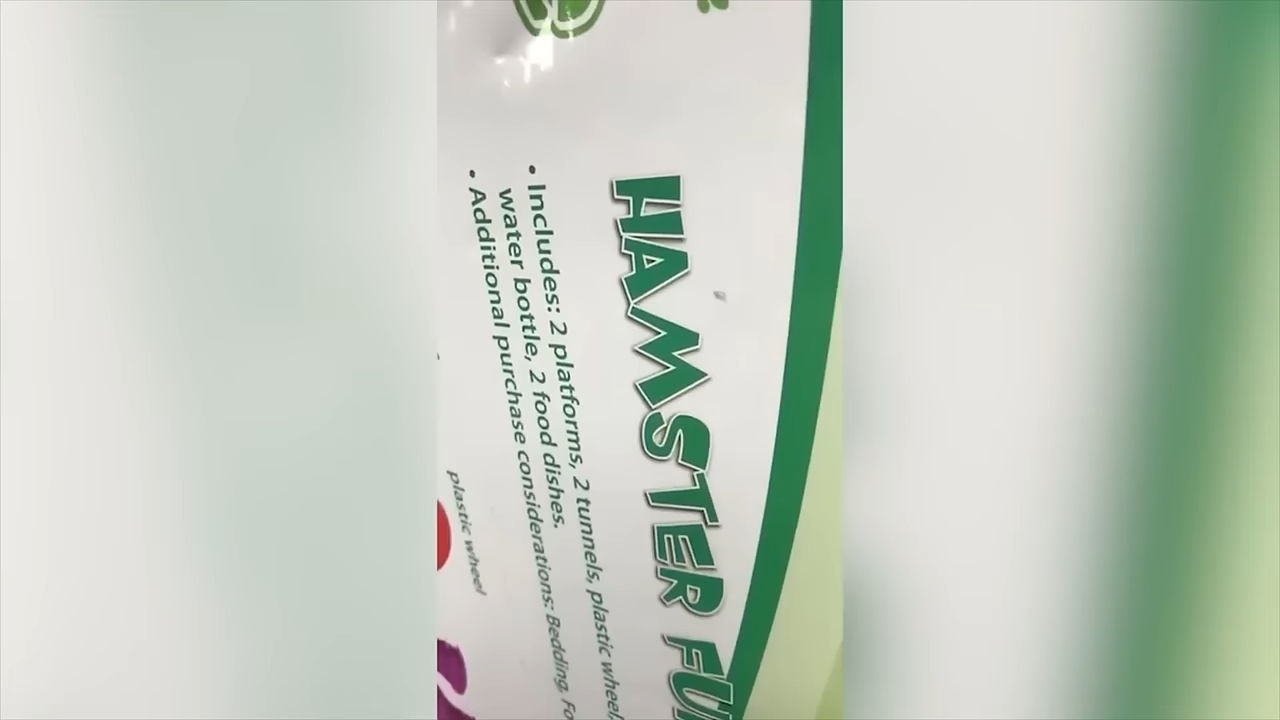 HAMSTER
• Includes: 2 platforms, 2 tunnels, plastic wheel,
water bottle, 2 food dishes.
• Additional purchase considerations: Bedding,
plastic wheel